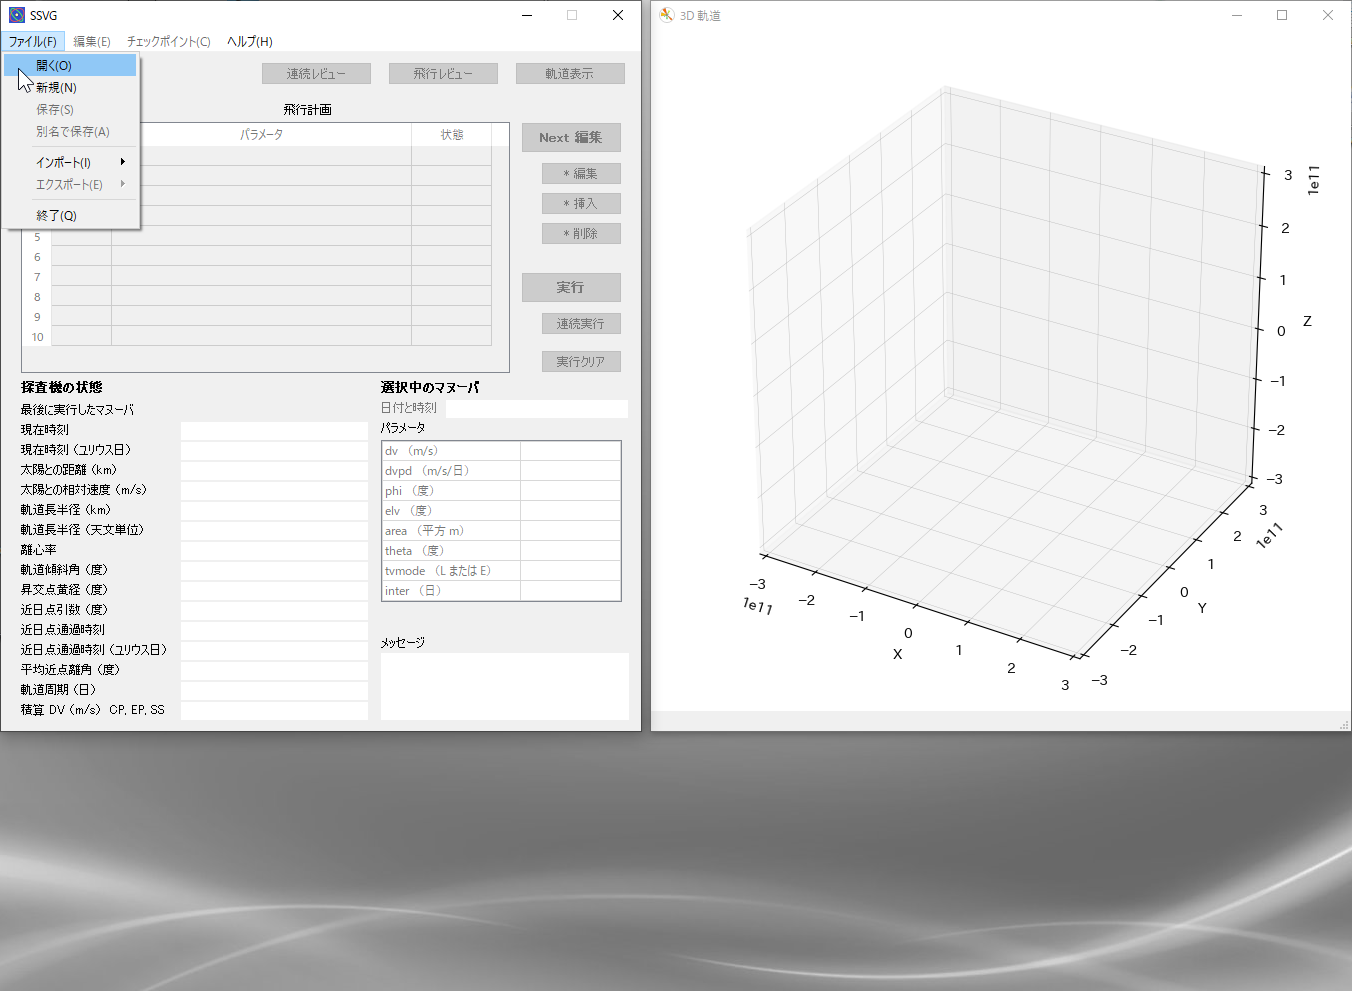 SSVG
ファイル(F) 編集(E) チェックポイント(C) ヘルプ(H)
開く(O)
新規(N)
保存(S)
別名で保存(A)
インポート(I)
エクスポート(E)
終了(Q)
連続レビュー 飛行レビュー 軌道表示
飛行計画
パラメータ 状態
5
6
7
8
9
10
Next 編集
* 編集
* 挿入
* 削除
実行
連続実行
実行クリア
探査機の状態
最後に実行したマヌーバ
現在時刻
現在時刻（ユリウス日）
太陽との距離（km）
太陽との相対速度（m/s）
軌道長半径（km）
軌道長半径（天文単位）
離心率
軌道傾斜角（度）
昇交点黄経（度）
近日点引数（度）
近日点通過時刻
近日点通過時刻（ユリウス日）
平均近点離角（度）
軌道周期（日）
積算 DV（m/s） CP, EP, SS
選択中のマヌーバ
日付と時刻
パラメータ
dv （m/s）
dvpd （m/s/日）
phi （度）
elv （度）
area （平方 m）
theta （度）
tvmode （L または E）
inter （日）
メッセージ
3D 軌道
3
2
1
0
−1
−2
−3
1e11
Z
3
2
1
0
−1
−2
−3
1e11
Y
−3
−2
−1
0
1
2
3
1e11
X